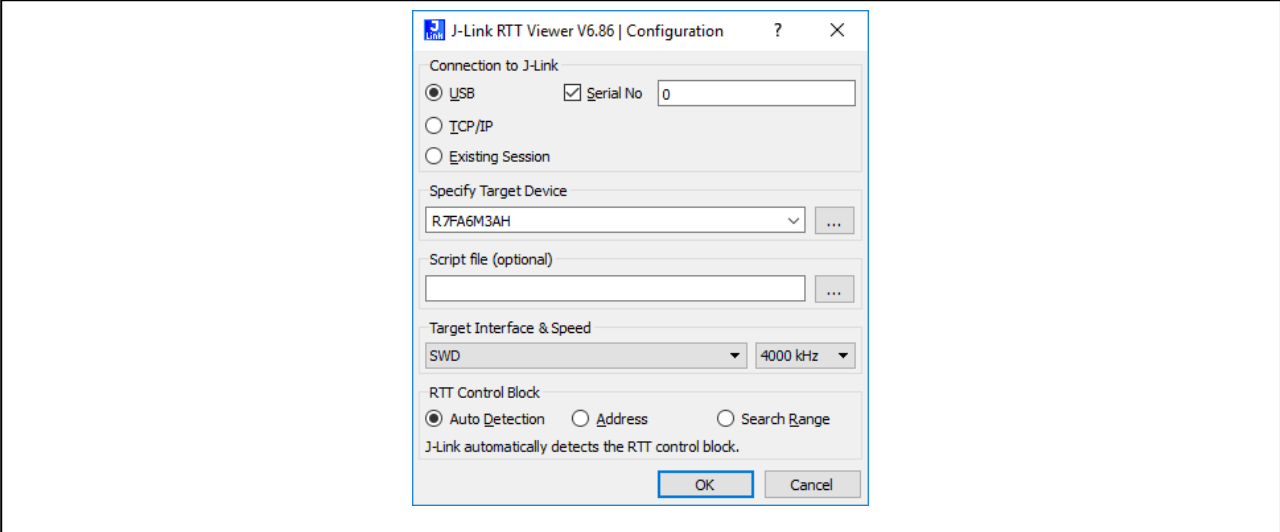 J-Link RTT Viewer V6.86 | Configuration ?
Connection to J-Link
USB Serial No 0
TCP/IP
Existing Session
Specify Target Device
R7FA6M3AH ...
Script file (optional)
...
Target Interface & Speed
SWD 4000 kHz
RTT Control Block
Auto Detection Address Search Range
J-Link automatically detects the RTT control block.
OK Cancel